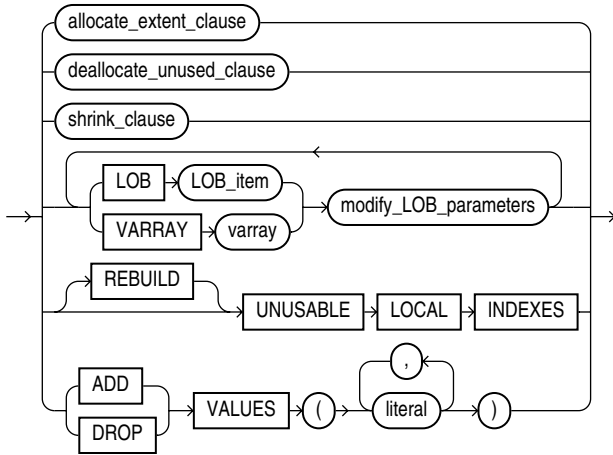 allocate_extent_clause
deallocate_unused_clause
shrink_clause
LOB LOB_item
modify_LOB_parameters
VARRAY varray
REBUILD
UNUSABLE LOCAL INDEXES
,
ADD
VALUES ( literal )
DROP